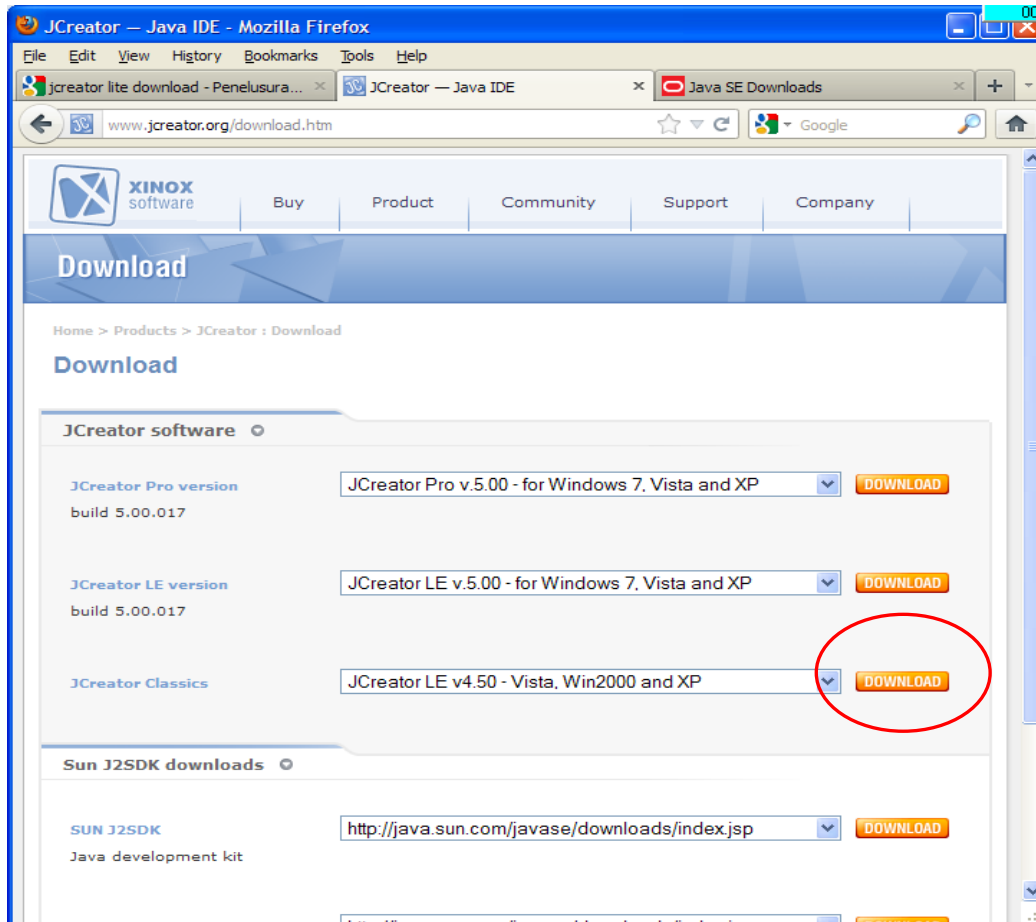 JCreator — Java IDE - Mozilla Firefox
00
File Edit View History Bookmarks Tools Help
jcreator lite download - Penelusura...
JCreator — Java IDE
Java SE Downloads
www.jcreator.org/download.htm
Google
XINOX
software
Buy Product Community Support Company
Download
Home > Products > JCreator : Download
Download
JCreator software
JCreator Pro version JCreator Pro v.5.00 - for Windows 7, Vista and XP DOWNLOAD
build 5.00.017
JCreator LE version JCreator LE v.5.00 - for Windows 7, Vista and XP DOWNLOAD
build 5.00.017
JCreator Classics JCreator LE v4.50 - Vista, Win2000 and XP DOWNLOAD
Sun J2SDK downloads
SUN J2SDK http://java.sun.com/javase/downloads/index.jsp DOWNLOAD
Java development kit